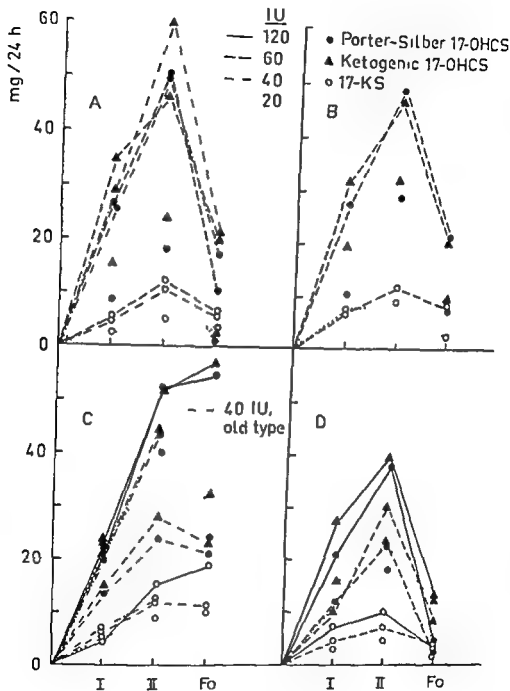 mg/24 h
60
40
20
0
A
IU
120
60
40
20
Porter-Silber 17-OHCS
Ketogenic 17-OHCS
17-KS
B
C
40
20
0
40 IU,
old type
D
I II Fo
I II Fo